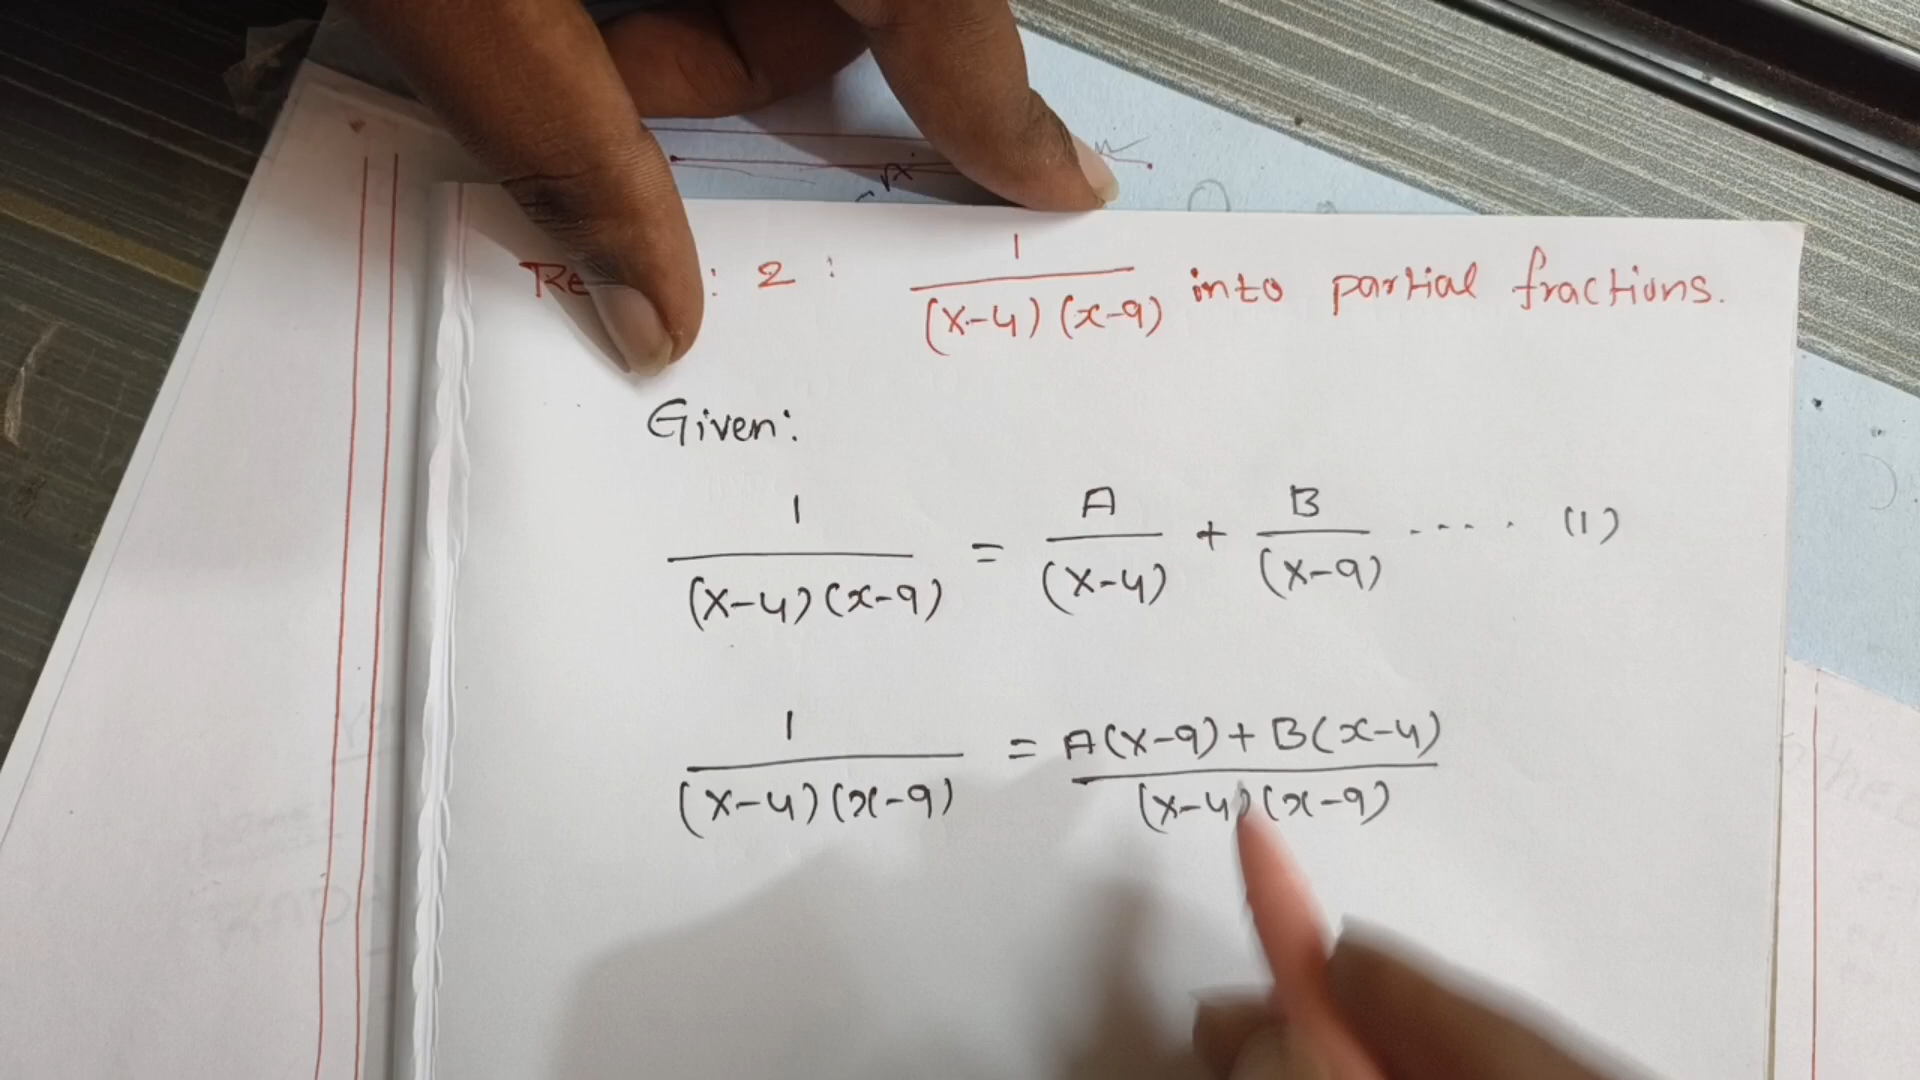 : 2 : 1/(x-4)(x-9) into partial fractions.
Given:
1/(x-4)(x-9) = A/(x-4) + B/(x-9) .... (1)
1/(x-4)(x-9) = A(x-9) + B(x-4)/(x-4)(x-9)